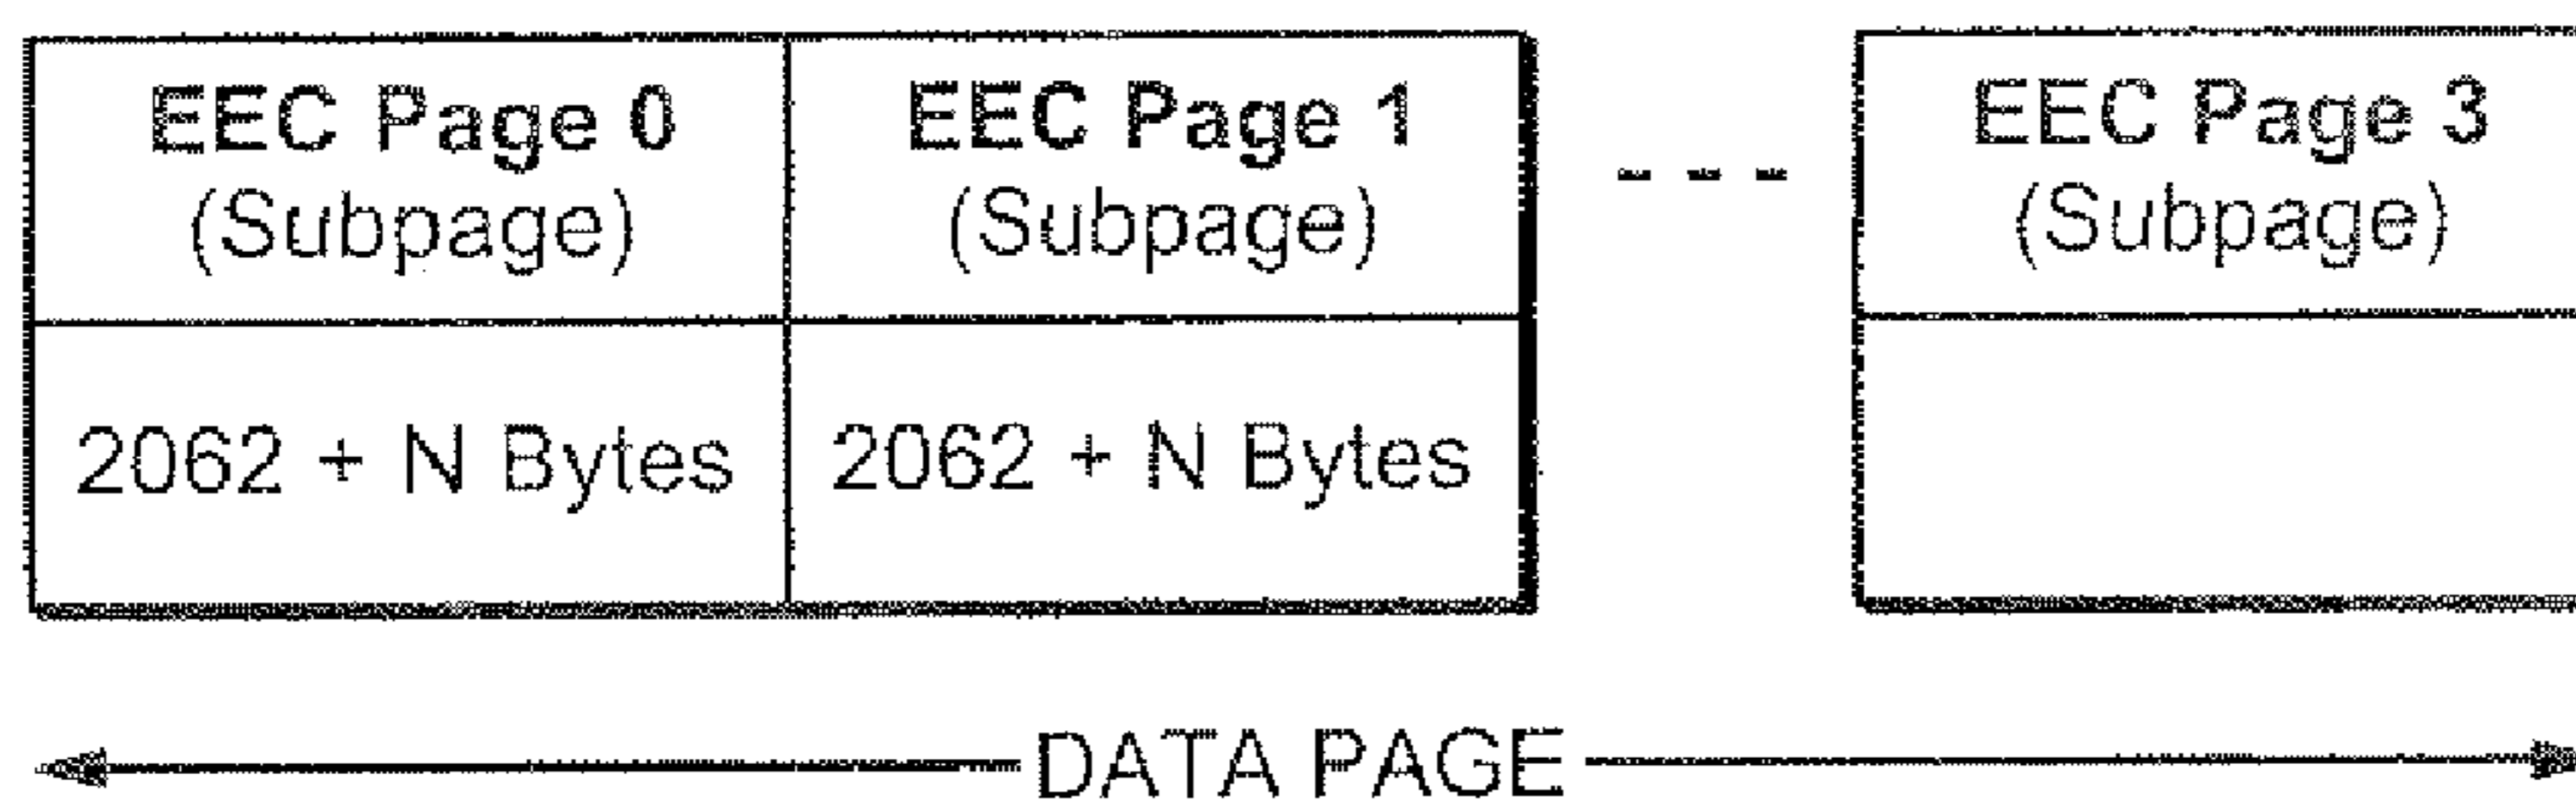 EEC Page 0 EEC Page 1 - - - EEC Page 3
(Subpage) (Subpage) (Subpage)
2062 + N Bytes 2062 + N Bytes
DATA PAGE